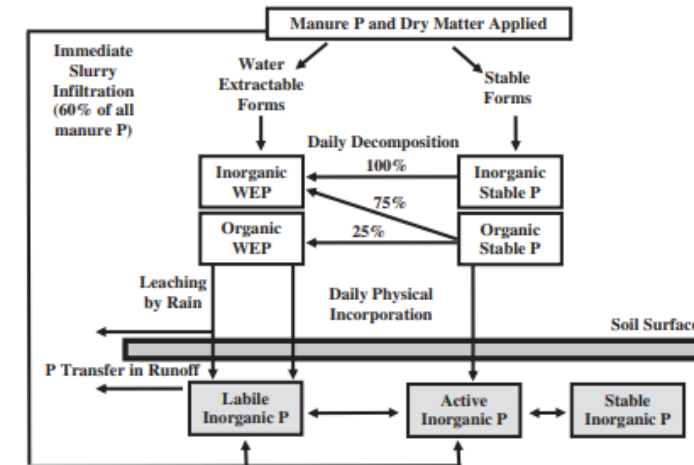 Manure P and Dry Matter Applied
Immediate
Slurry
Infiltration
(60% of all
manure P)
Water
Extractable
Forms
Stable
Forms
Daily Decomposition
100%
Inorganic
WEP
Inorganic
Stable P
75%
Organic
WEP
25%
Organic
Stable P
Leaching
by Rain
Daily Physical
Incorporation
Soil Surface
P Transfer in Runoff
Labile
Inorganic P
Active
Inorganic P
Stable
Inorganic P